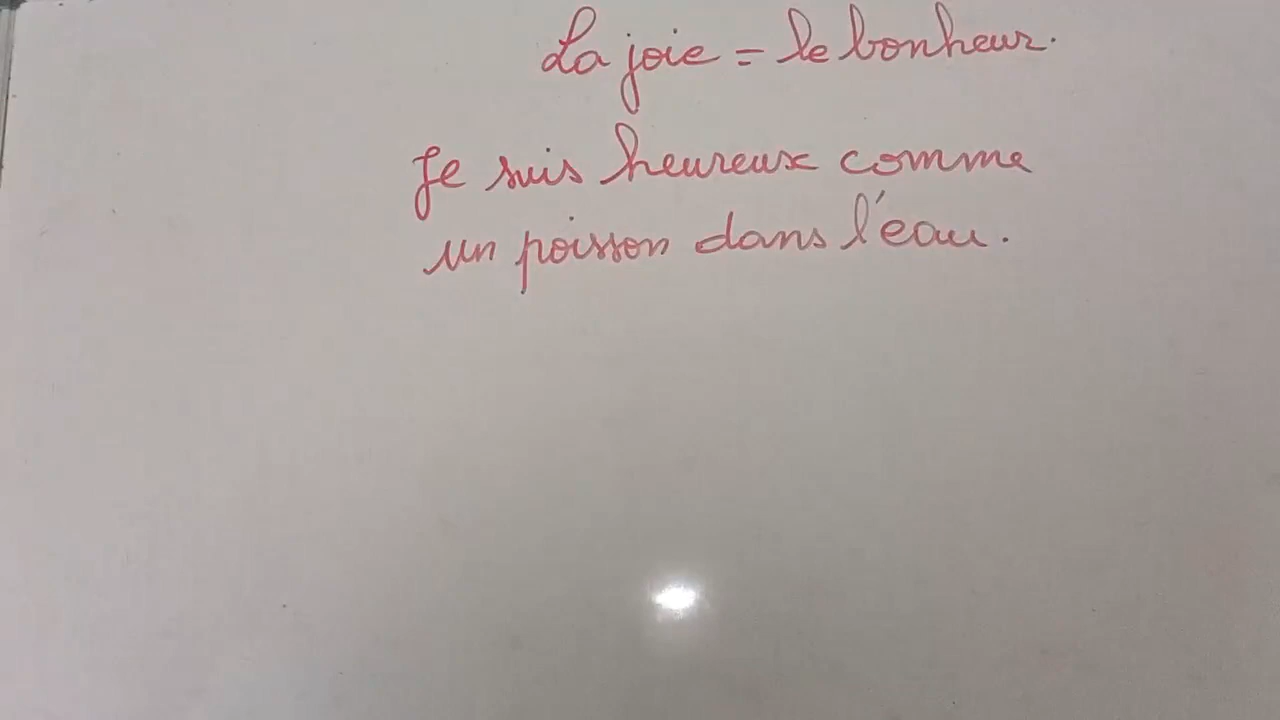 La joie = le bonheur.
Je suis heureux comme
un poisson dans l'eau.